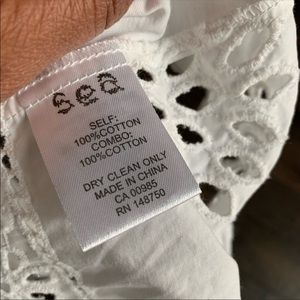 sea
SELF:
100%COTTON
COMBO:
100%COTTON
DRY CLEAN ONLY
MADE IN CHINA
CA 00985
RN 148750